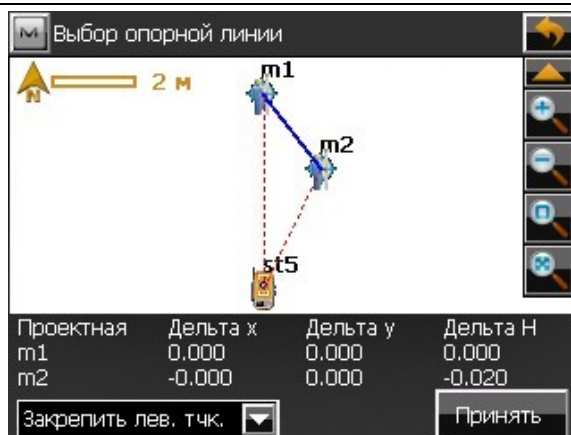 Выбор опорной линии
N 2 м
m1
m2
st5
Проектная Дельта x Дельта y Дельта H
m1 0.000 0.000 0.000
m2 -0.000 0.000 -0.020
Закрепить лев. тчк. Принять